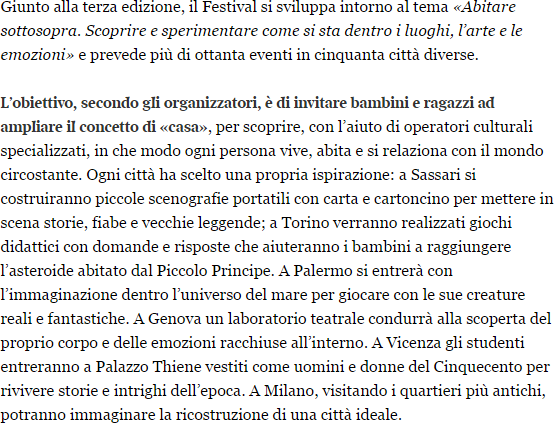 Giunto alla terza edizione, il Festival si sviluppa intorno al tema «Abitare
sottosopra. Scoprire e sperimentare come si sta dentro i luoghi, l’arte e le
emozioni» e prevede più di ottanta eventi in cinquanta città diverse.
L’obiettivo, secondo gli organizzatori, è di invitare bambini e ragazzi ad
ampliare il concetto di «casa», per scoprire, con l’aiuto di operatori culturali
specializzati, in che modo ogni persona vive, abita e si relaziona con il mondo
circostante. Ogni città ha scelto una propria ispirazione: a Sassari si
costruiranno piccole scenografie portatili con carta e cartoncino per mettere in
scena storie, fiabe e vecchie leggende; a Torino verranno realizzati giochi
didattici con domande e risposte che aiuteranno i bambini a raggiungere
l’asteroide abitato dal Piccolo Principe. A Palermo si entrerà con
l’immaginazione dentro l’universo del mare per giocare con le sue creature
reali e fantastiche. A Genova un laboratorio teatrale condurrà alla scoperta del
proprio corpo e delle emozioni racchiuse all’interno. A Vicenza gli studenti
entreranno a Palazzo Thiene vestiti come uomini e donne del Cinquecento per
rivivere storie e intrighi dell’epoca. A Milano, visitando i quartieri più antichi,
potranno immaginare la ricostruzione di una città ideale.